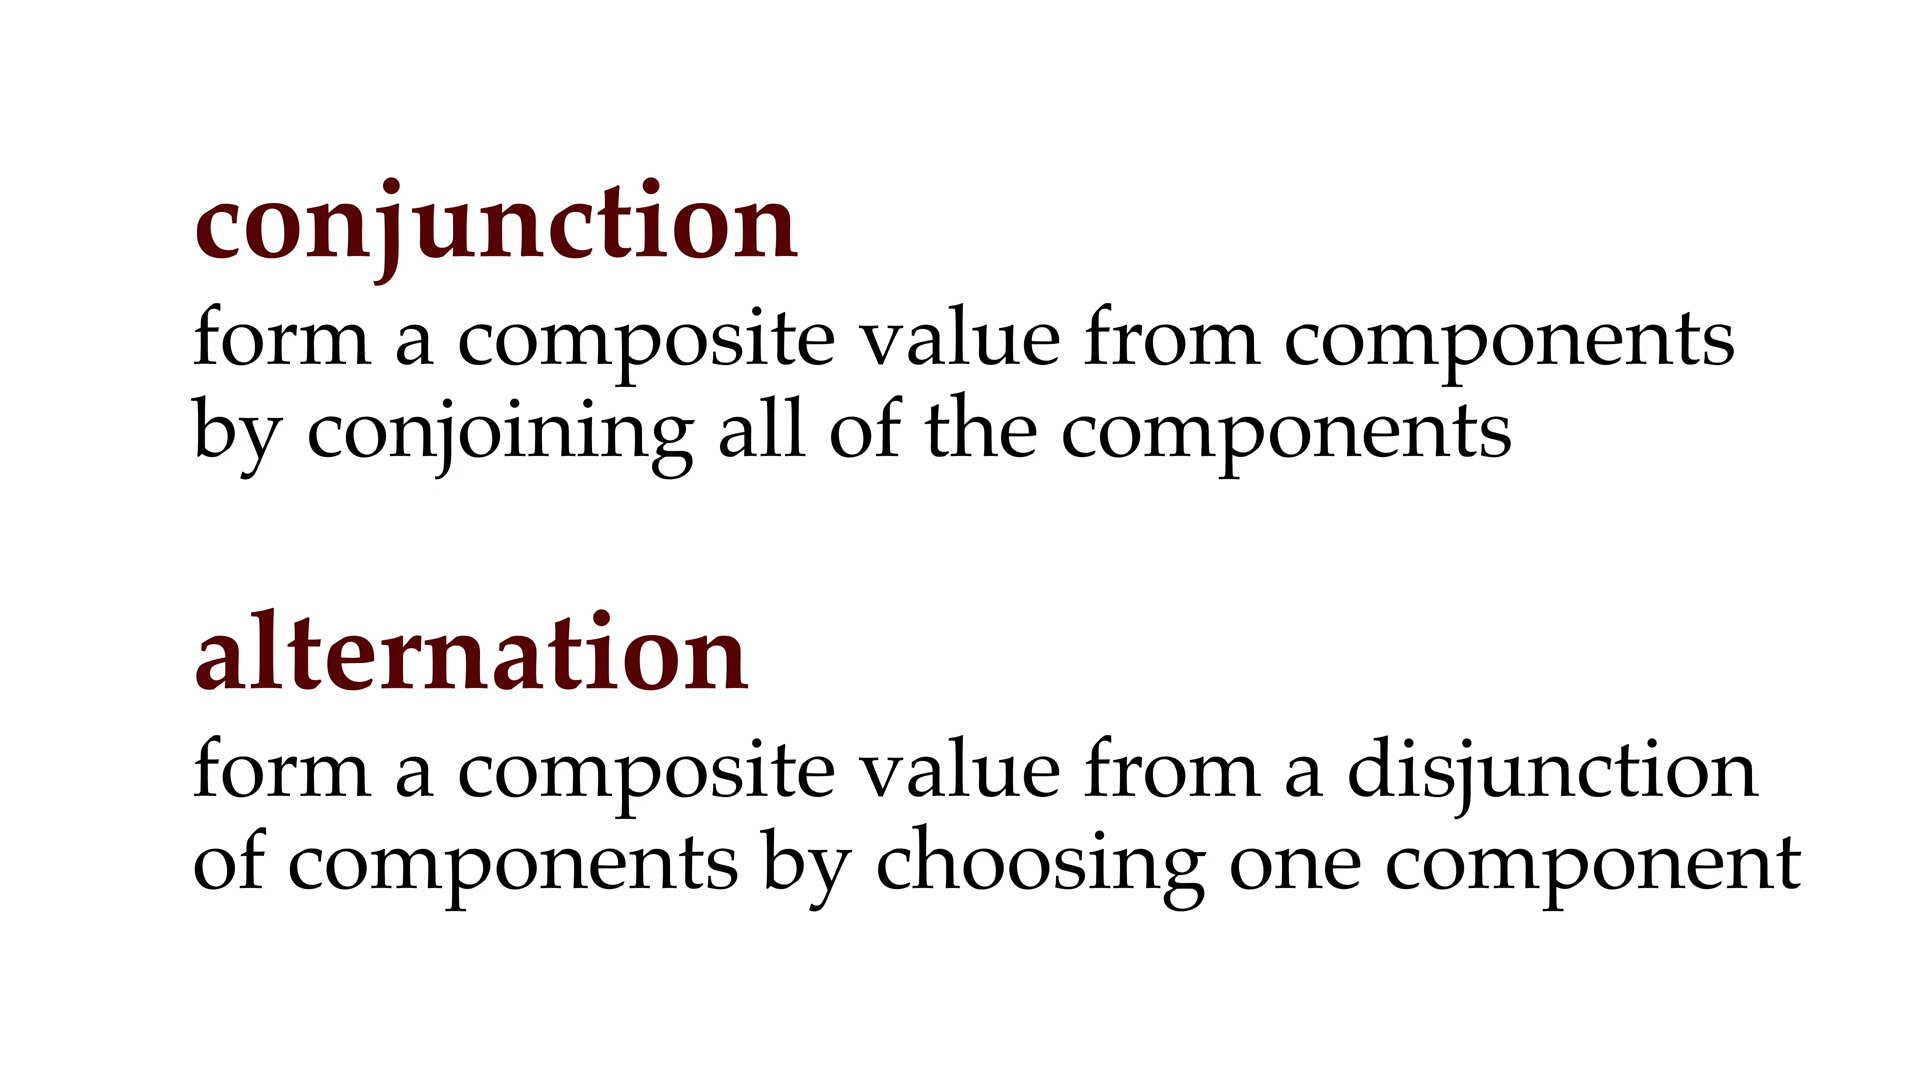 conjunction
form a composite value from components
by conjoining all of the components
alternation
form a composite value from a disjunction
of components by choosing one component